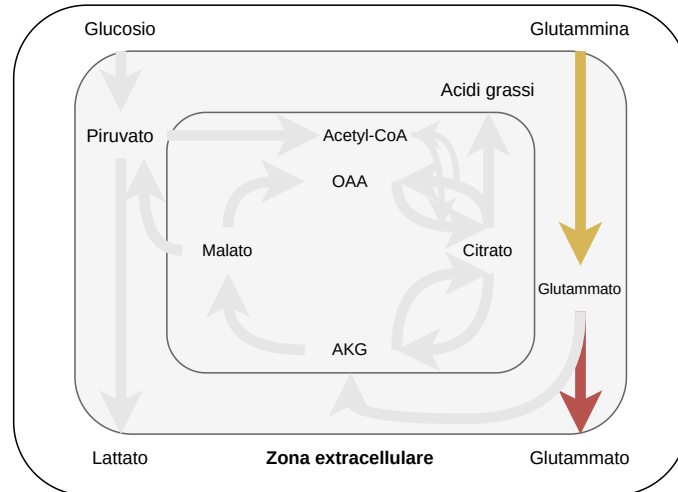 Glucosio
Glutammina
Acidi grassi
Piruvato
Acetyl-CoA
OAA
Malato
Citrato
Glutammato
AKG
Lattato
Zona extracellulare
Glutammato